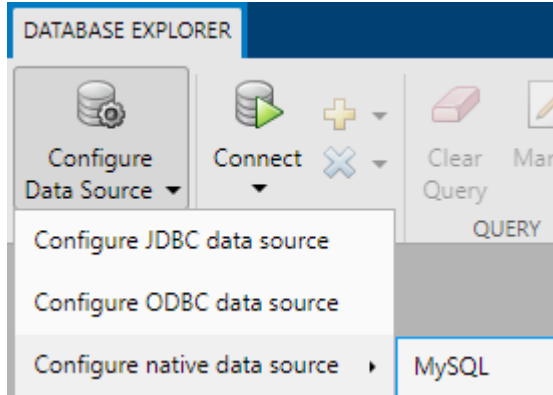 DATABASE EXPLORER
Configure
Data Source
Connect
Clear
Query
QUERY
Configure JDBC data source
Configure ODBC data source
Configure native data source
MySQL